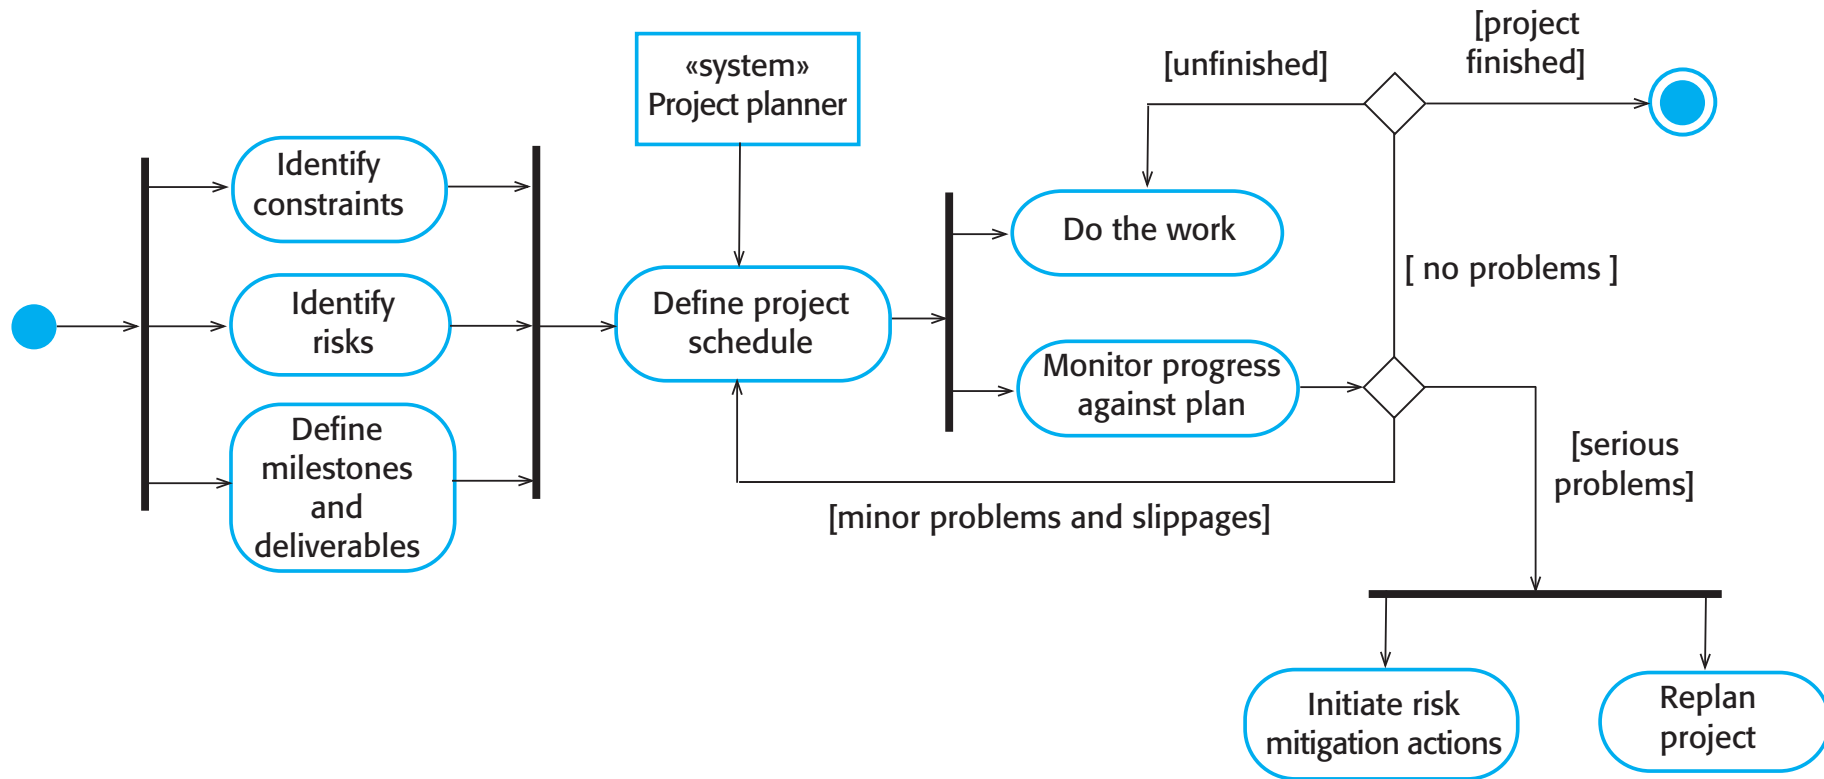 [project
finished]
[unfinished]
«system»
Project planner
Identify
constraints
Do the work
[ no problems ]
Identify
risks
Define project
schedule
Monitor progress
against plan
Define
milestones
and
deliverables
[serious
problems]
[minor problems and slippages]
Initiate risk
mitigation actions
Replan
project